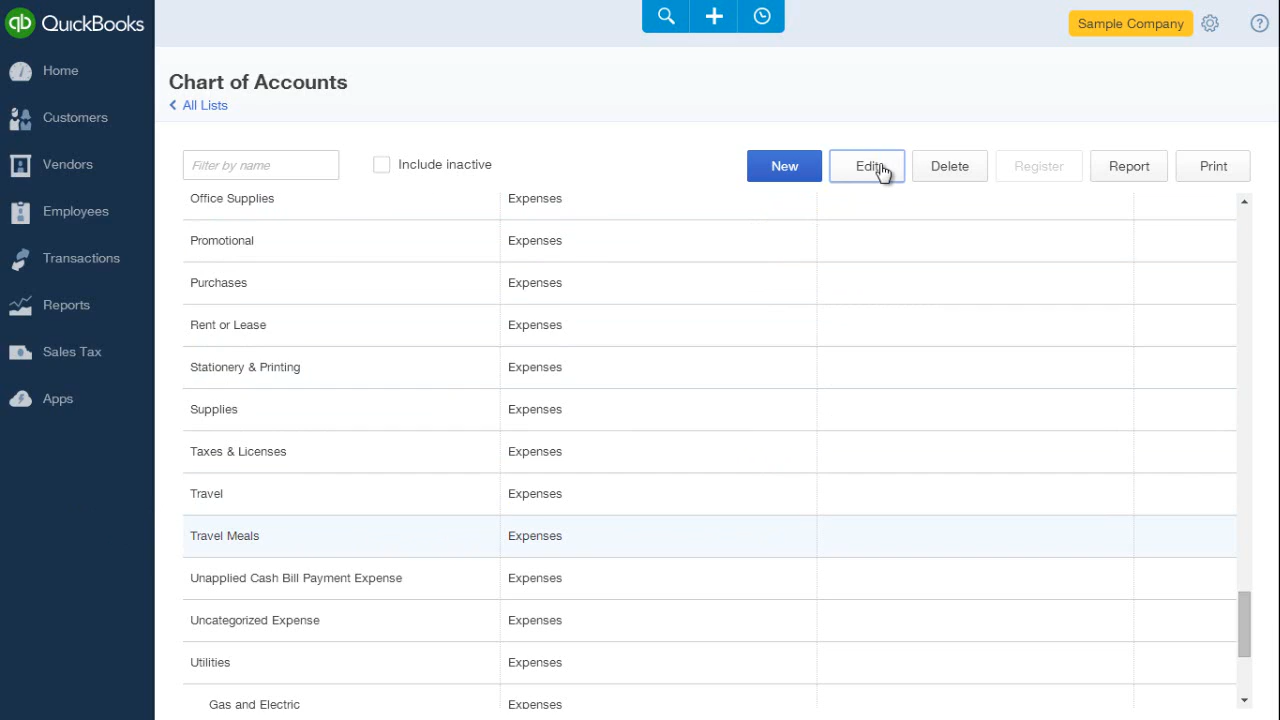 qb QuickBooks
Sample Company
?
Home
Customers
Vendors
Employees
Transactions
Reports
Sales Tax
Apps
Chart of Accounts
All Lists
Filter by name
Include inactive
New
Edit
Delete
Register
Report
Print
Office Supplies Expenses
Promotional Expenses
Purchases Expenses
Rent or Lease Expenses
Stationery & Printing Expenses
Supplies Expenses
Taxes & Licenses Expenses
Travel Expenses
Travel Meals Expenses
Unapplied Cash Bill Payment Expense Expenses
Uncategorized Expense Expenses
Utilities Expenses
Gas and Electric Expenses